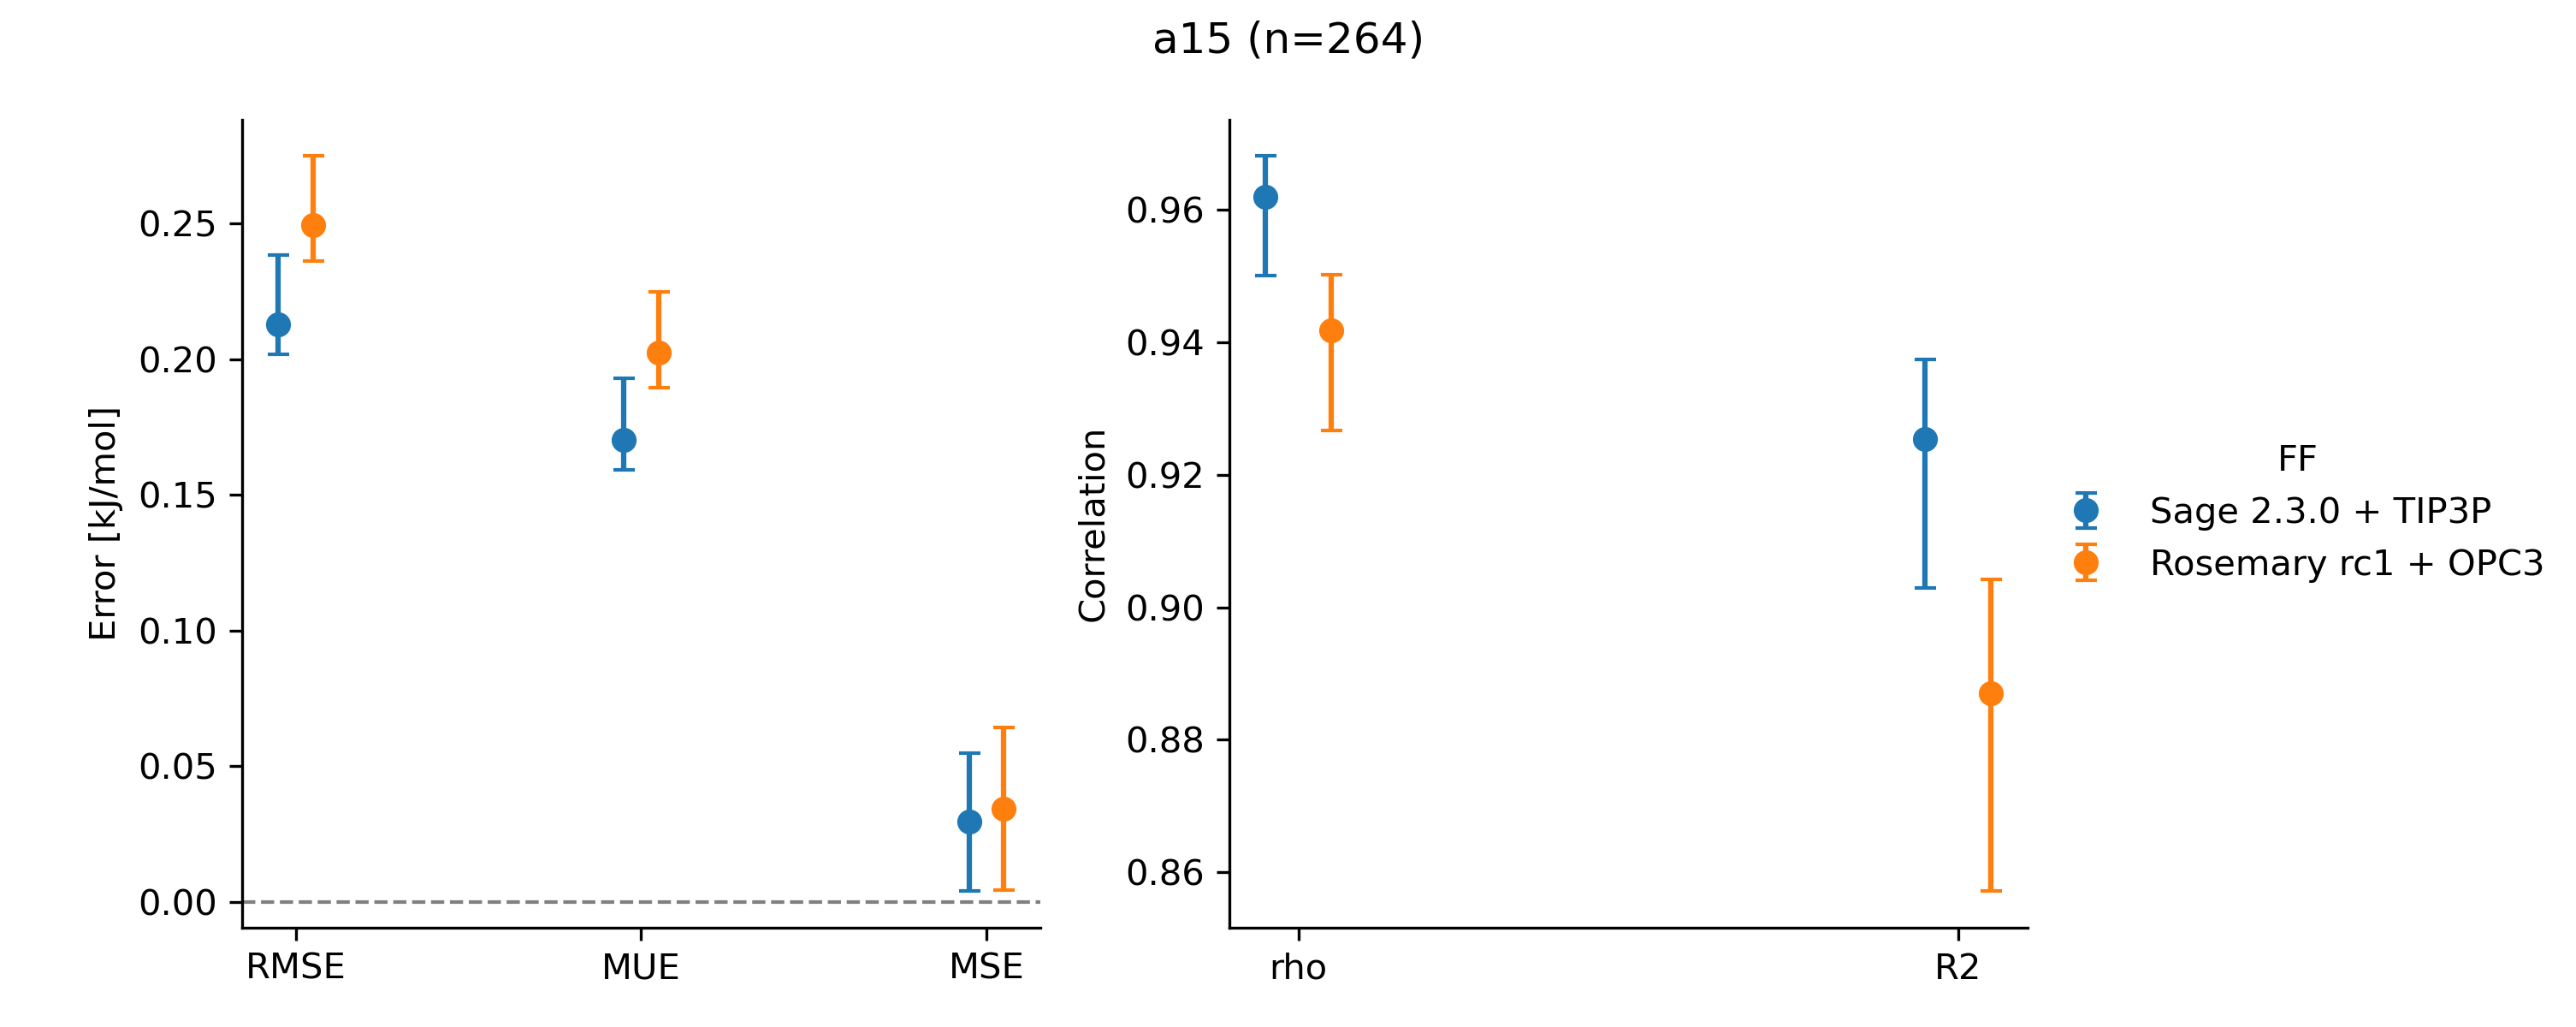 a15 (n=264)
Error [kJ/mol]
0.25
0.20
0.15
0.10
0.05
0.00
RMSE
MUE
MSE
Correlation
0.96
0.94
0.92
0.90
0.88
0.86
rho
R2
FF
Sage 2.3.0 + TIP3P
Rosemary rc1 + OPC3